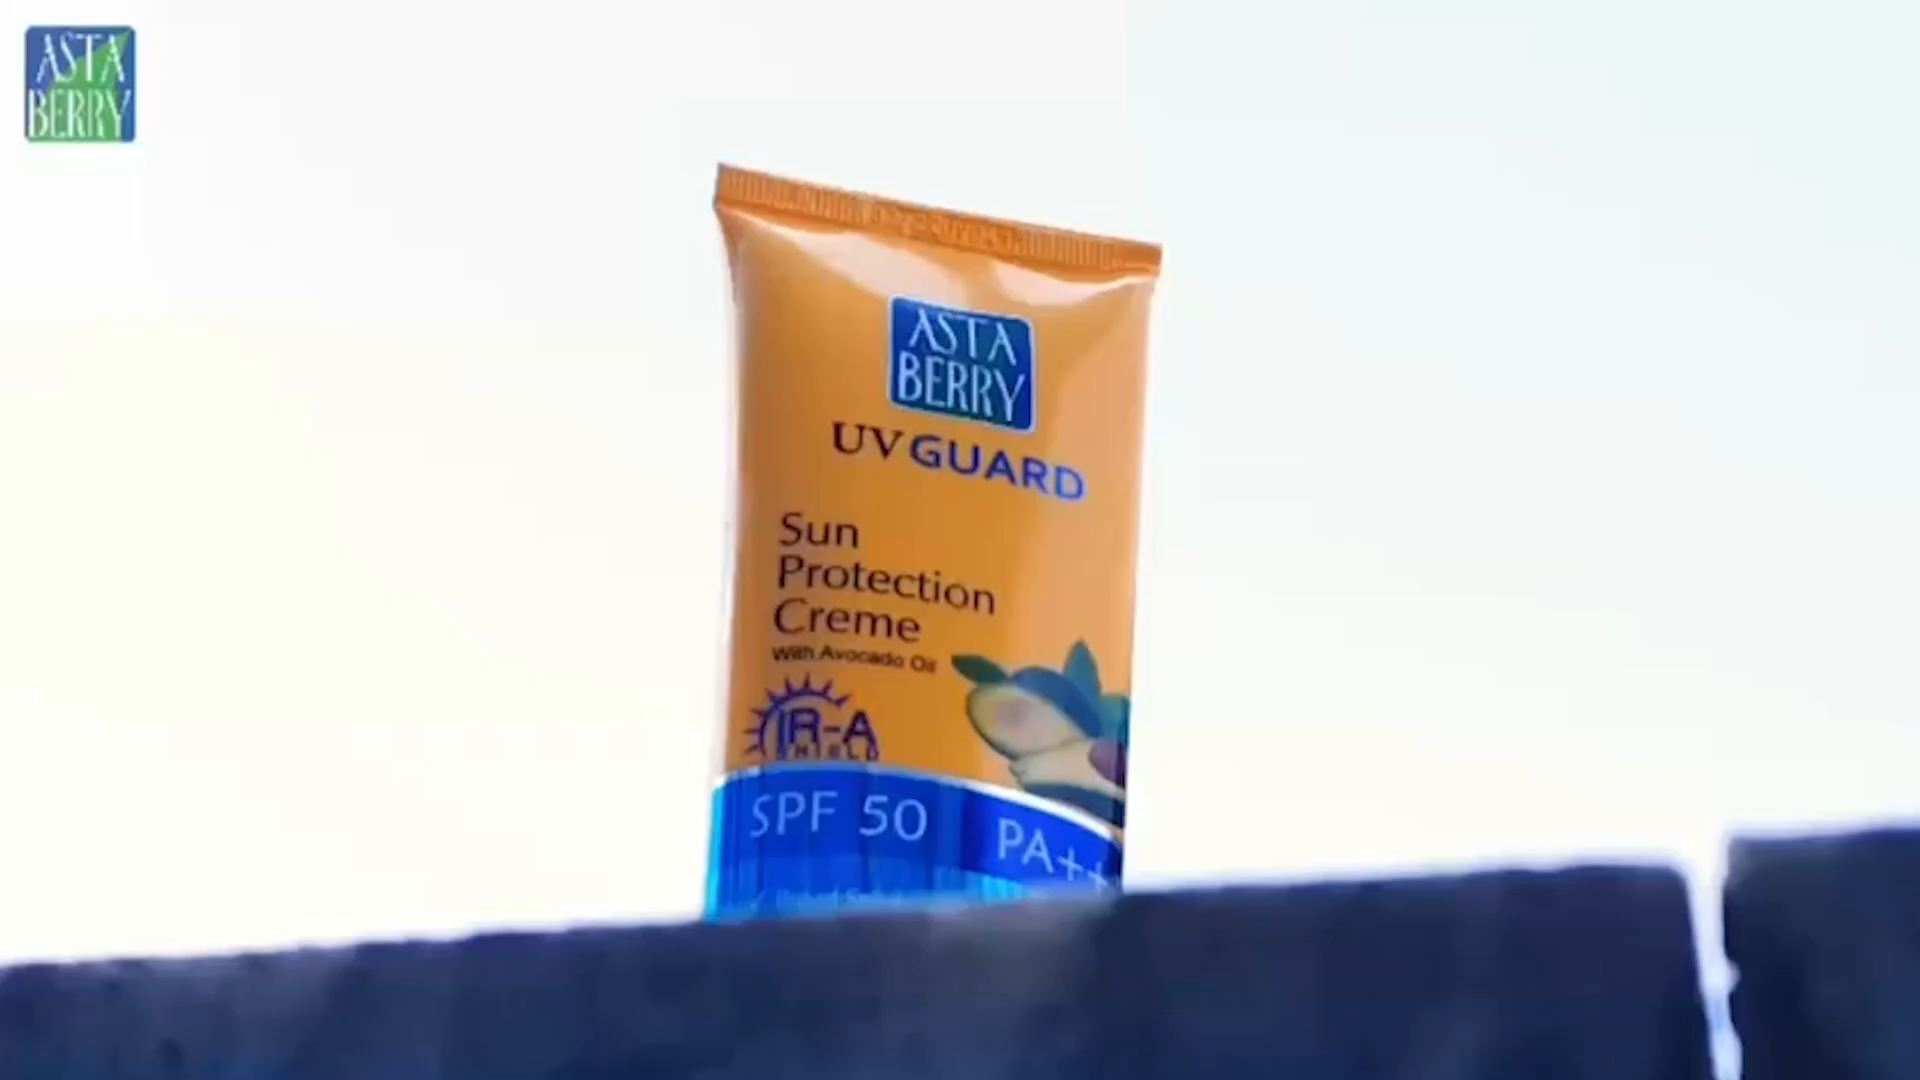 ASTA
BERRY
ASTA
BERRY
UV GUARD
Sun
Protection
Creme
With Avocado Oil
IR-A
SHIELD
SPF 50
PA++